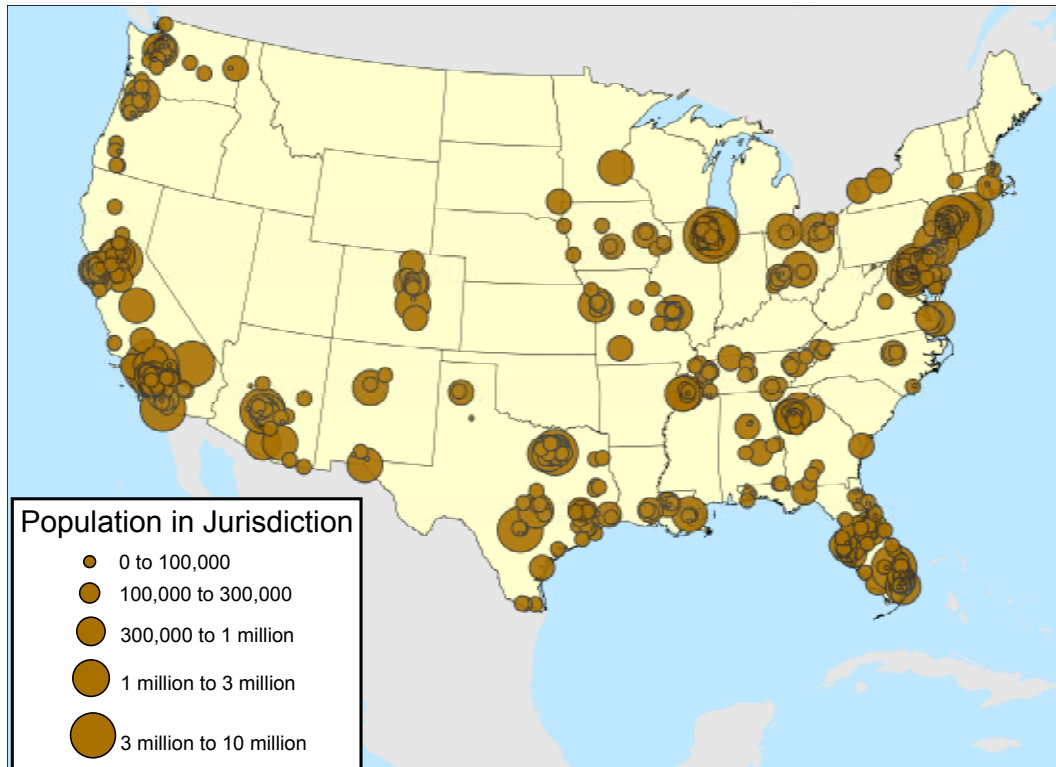 Population in Jurisdiction
0 to 100,000
100,000 to 300,000
300,000 to 1 million
1 million to 3 million
3 million to 10 million